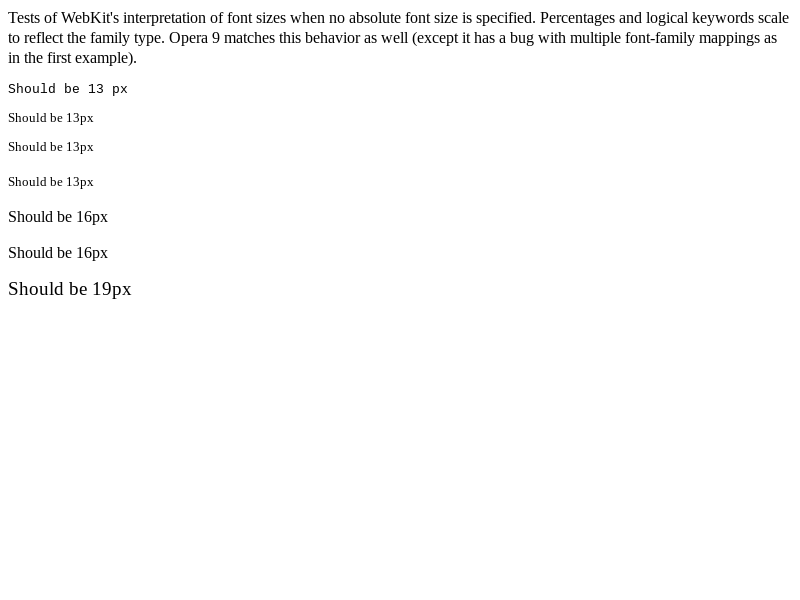 Tests of WebKit's interpretation of font sizes when no absolute font size is specified. Percentages and logical keywords scale
to reflect the family type. Opera 9 matches this behavior as well (except it has a bug with multiple font-family mappings as
in the first example).
Should be 13 px
Should be 13px
Should be 13px
Should be 13px
Should be 16px
Should be 16px
Should be 19px